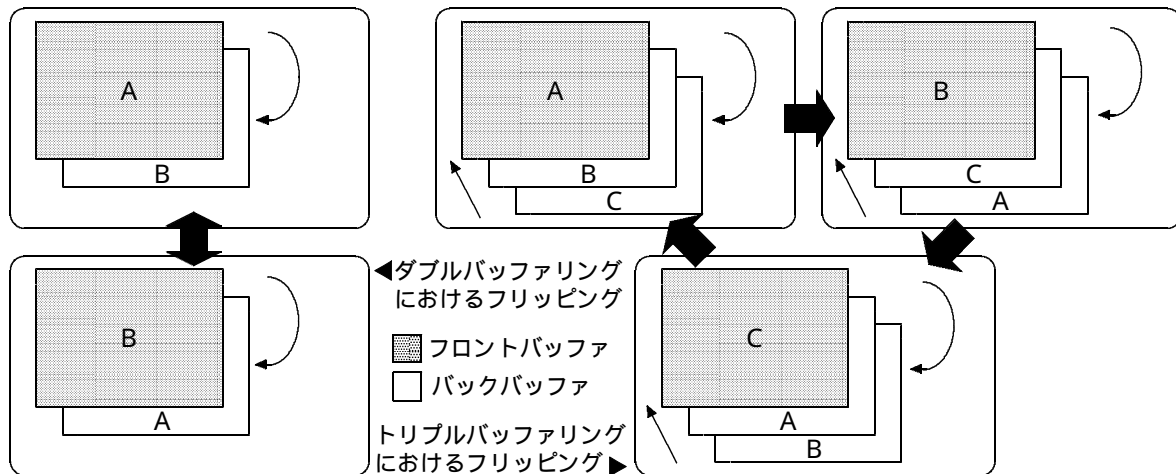 A
B
B
A
◀ダブルバッファリング
におけるフリッピング
フロントバッファ
バックバッファ
トリプルバッファリング
におけるフリッピング▶
A
B
C
B
C
A
C
A
B